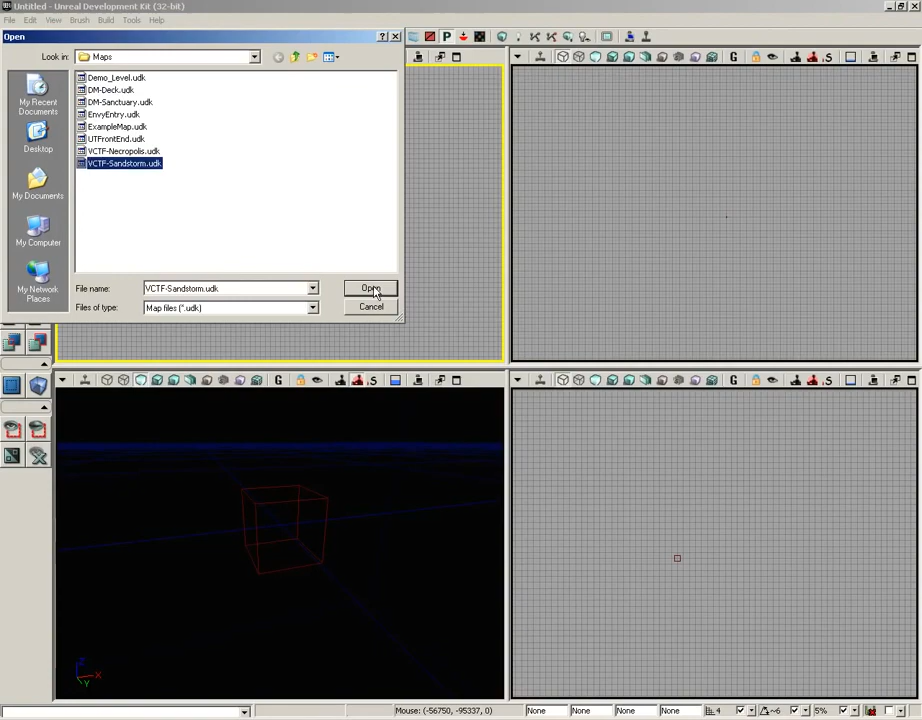 Untitled - Unreal Development Kit (32-bit)
File Edit View Brush Build Tools Help
Open
Look in: Maps
My Recent Documents
Desktop
My Documents
My Computer
My Network Places
Demo_Level.udk
DM-Deck.udk
DM-Sanctuary.udk
EnvyEntry.udk
ExampleMap.udk
UTFrontEnd.udk
VCTF-Necropolis.udk
VCTF-Sandstorm.udk
File name: VCTF-Sandstorm.udk Open
Files of type: Map files (*.udk) Cancel
P
G S G S
G S G S
Z
X
Y
Mouse: (-56750, -95337, 0) None None None None 4 ~6 5%